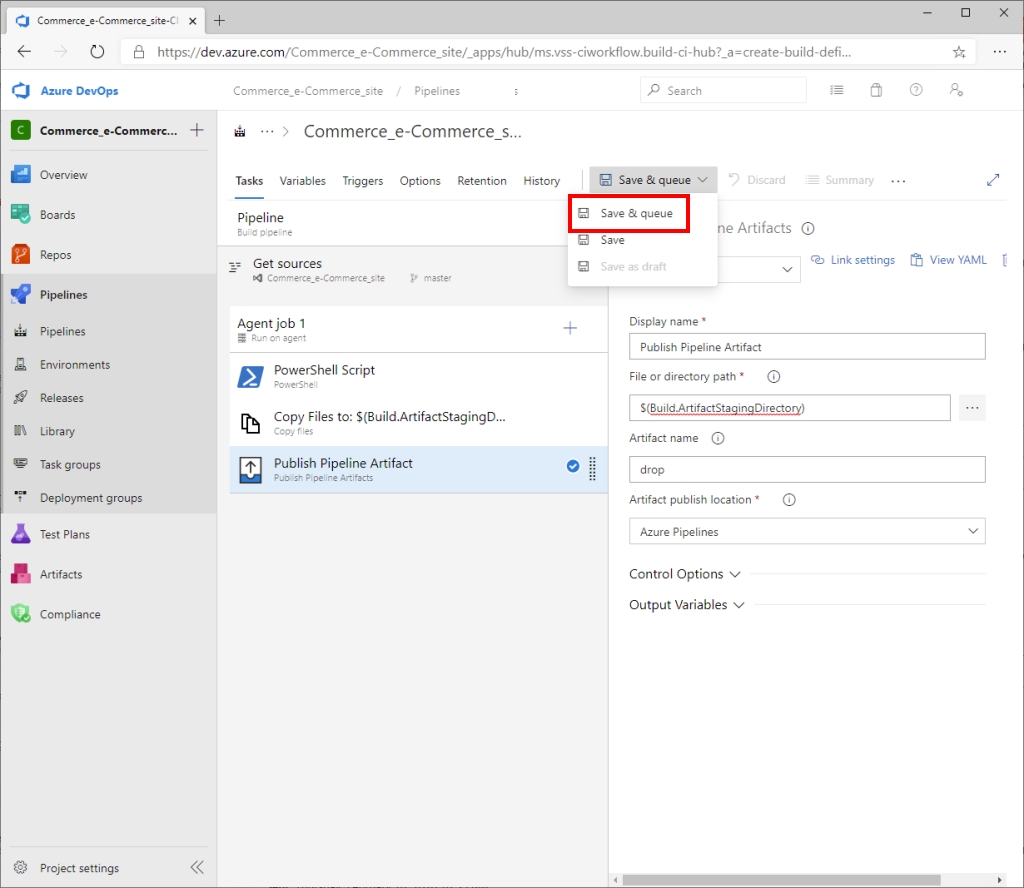 Commerce_e-Commerce_site-CI
https://dev.azure.com/Commerce_e-Commerce_site/_apps/hub/ms.vss-ciworkflow.build-ci-hub?_a=create-build-defi...
Azure DevOps
Commerce_e-Commerce_site / Pipelines
Search
C
Commerce_e-Commerc...
Commerce_e-Commerce_s...
Overview
Boards
Repos
Pipelines
Pipelines
Environments
Releases
Library
Task groups
Deployment groups
Test Plans
Artifacts
Compliance
Project settings
Tasks
Variables
Triggers
Options
Retention
History
Save & queue
Discard
Summary
Save & queue
Save
Save as draft
Pipeline
Build pipeline
Get sources
Commerce_e-Commerce_site
master
Agent job 1
Run on agent
PowerShell Script
PowerShell
Copy Files to: $(Build.ArtifactStagingD...
Copy files
Publish Pipeline Artifact
Publish Pipeline Artifacts
ne Artifacts
Link settings
View YAML
Display name *
Publish Pipeline Artifact
File or directory path *
$(Build.ArtifactStagingDirectory)
Artifact name
drop
Artifact publish location *
Azure Pipelines
Control Options
Output Variables